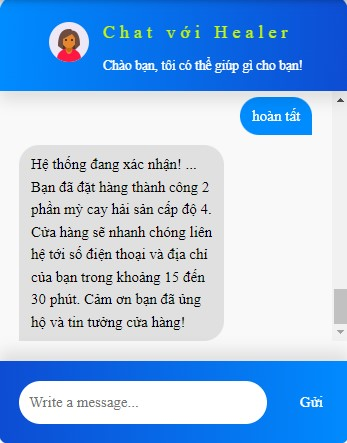 Chat với Healer
Chào bạn, tôi có thể giúp gì cho bạn!
hoàn tất
Hệ thống đang xác nhận! ...
Bạn đã đặt hàng thành công 2
phần mỳ cay hải sản cấp độ 4.
Cửa hàng sẽ nhanh chóng liên
hệ tới số điện thoại và địa chỉ
của bạn trong khoảng 15 đến
30 phút. Cảm ơn bạn đã ủng
hộ và tin tưởng cửa hàng!
Write a message... Gửi